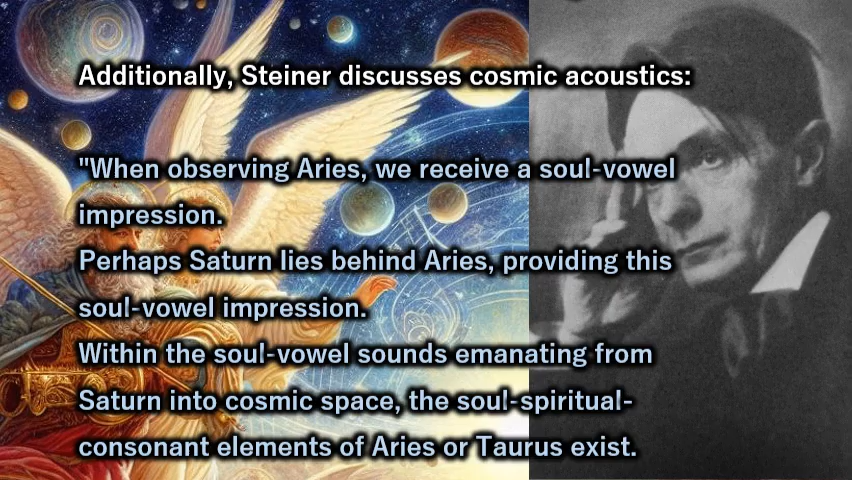 Additionally, Steiner discusses cosmic acoustics:
"When observing Aries, we receive a soul-vowel
impression.
Perhaps Saturn lies behind Aries, providing this
soul-vowel impression.
Within the soul-vowel sounds emanating from
Saturn into cosmic space, the soul-spiritual-
consonant elements of Aries or Taurus exist.